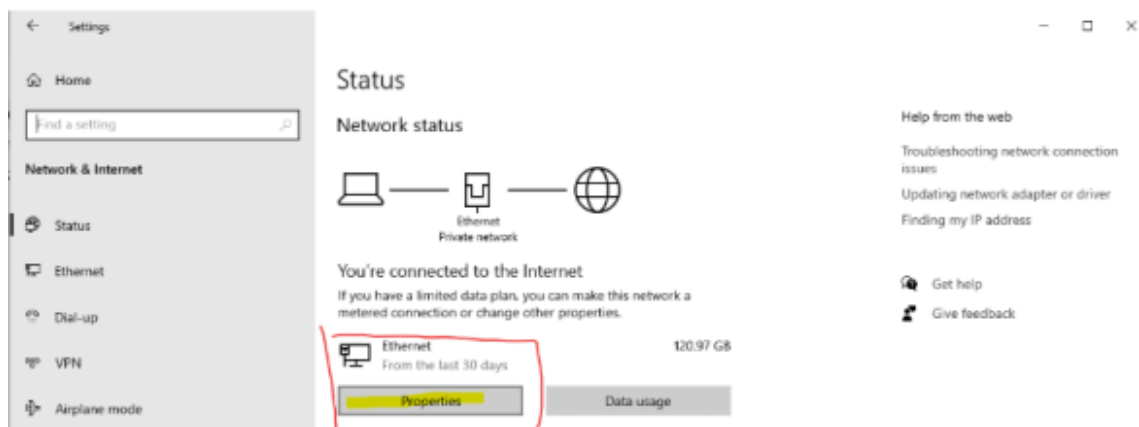 Settings
Home
Find a setting
Network & Internet
Status
Ethernet
Dial-up
VPN
Airplane mode
Status
Network status
Ethernet
Private network
You're connected to the Internet
If you have a limited data plan, you can make this network a
metered connection or change other properties.
Ethernet
120.97 GB
From the last 30 days
Properties
Data usage
Help from the web
Troubleshooting network connection
issues
Updating network adapter or driver
Finding my IP address
Get help
Give feedback